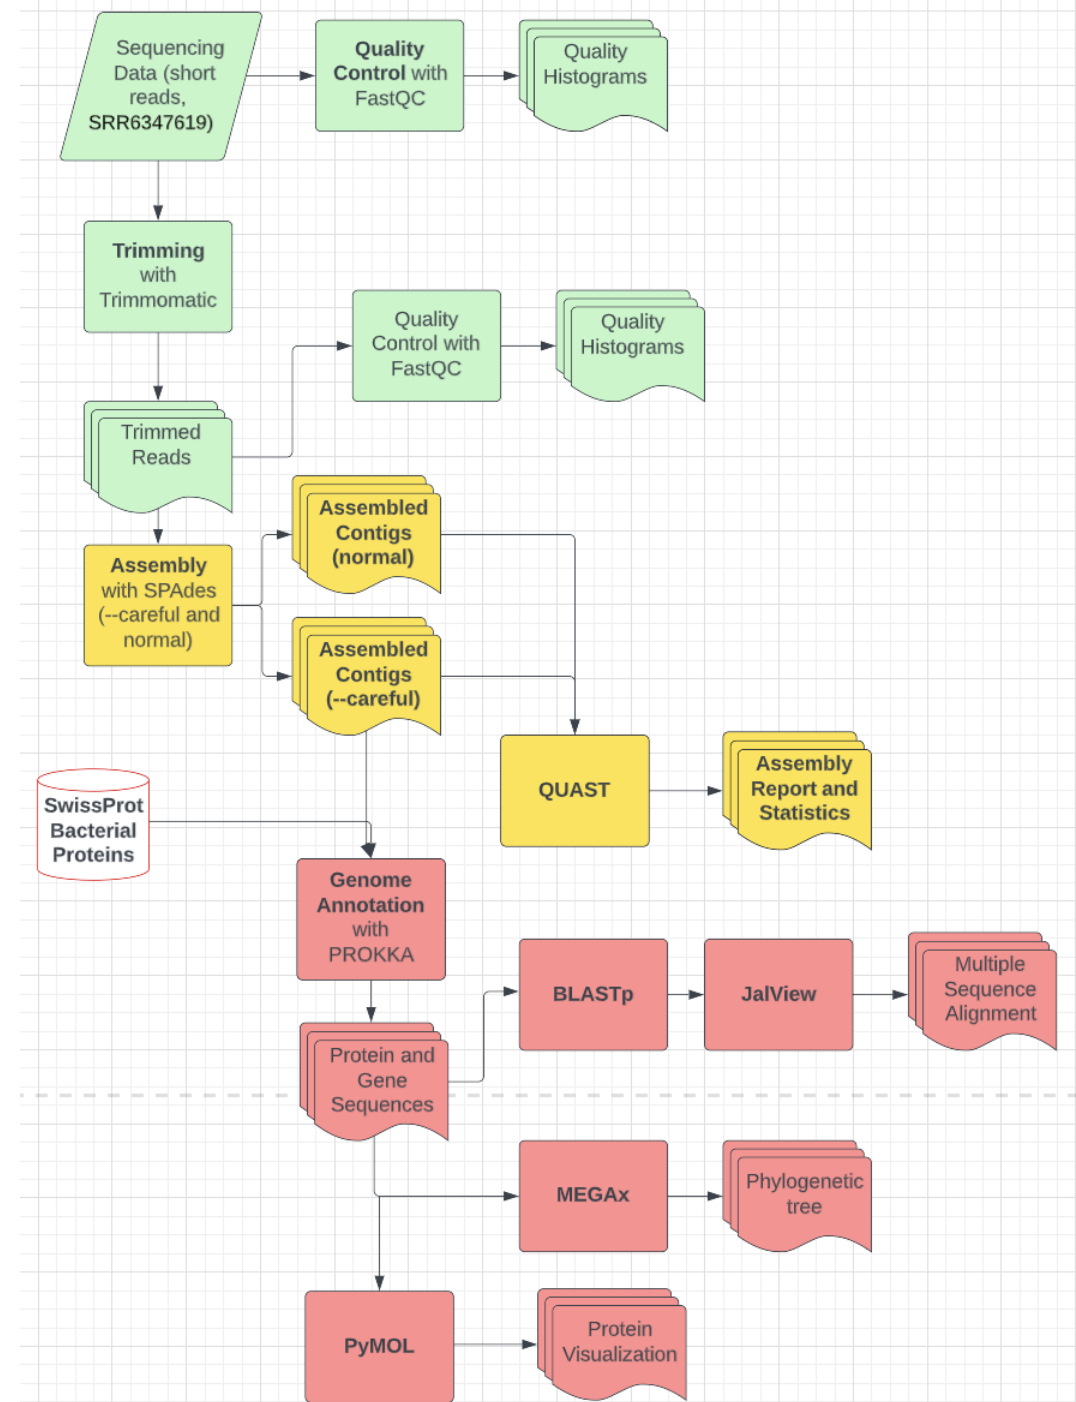 Sequencing
Data (short
reads,
SRR6347619)
Quality
Control with
FastQC
Quality
Histograms
Trimming
with
Trimmomatic
Quality
Control with
FastQC
Quality
Histograms
Trimmed
Reads
Assembled
Contigs
(normal)
Assembly
with SPAdes
(--careful and
normal)
Assembled
Contigs
(--careful)
QUAST
Assembly
Report and
Statistics
SwissProt
Bacterial
Proteins
Genome
Annotation
with
PROKKA
BLASTp
JalView
Multiple
Sequence
Alignment
Protein and
Gene
Sequences
MEGAx
Phylogenetic
tree
PyMOL
Protein
Visualization